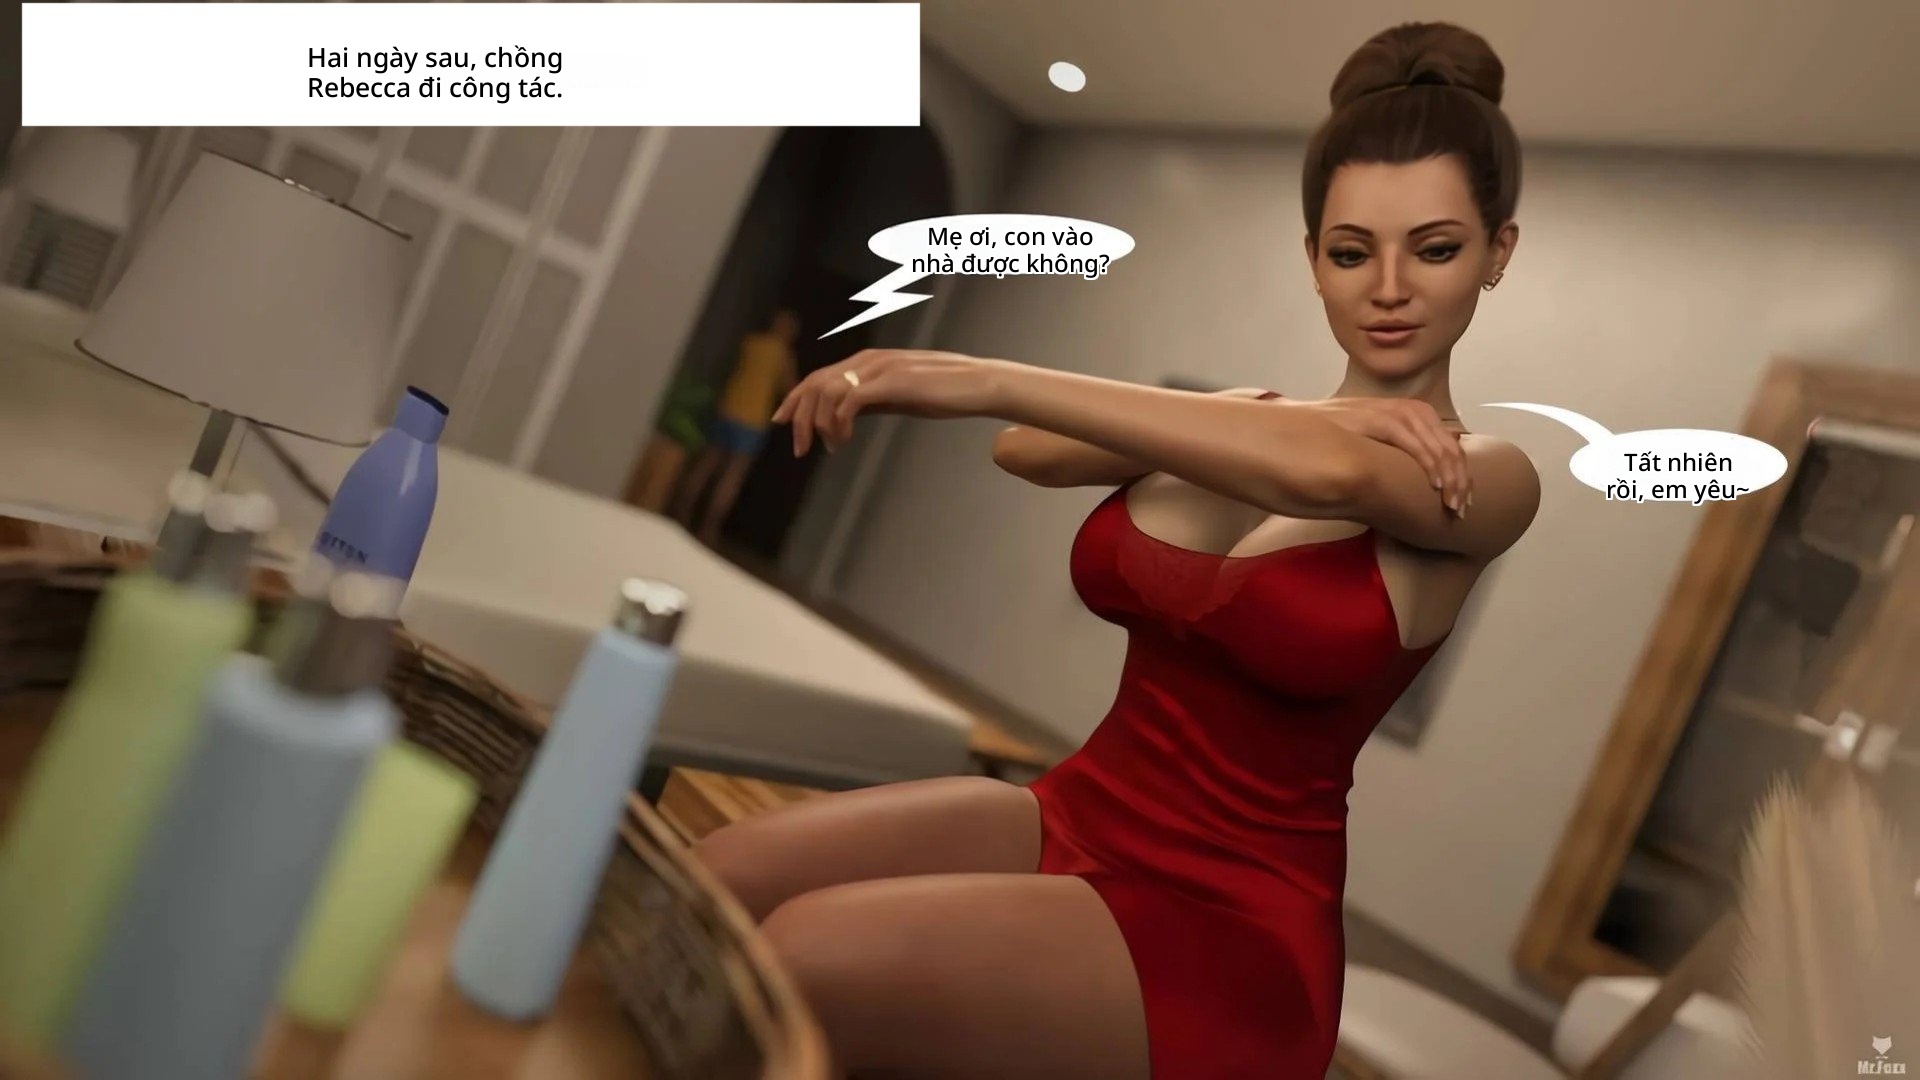 Hai ngày sau, chồng
Rebecca đi công tác.
Mẹ ơi, con vào
nhà được không?
Tất nhiên
rồi, em yêu~